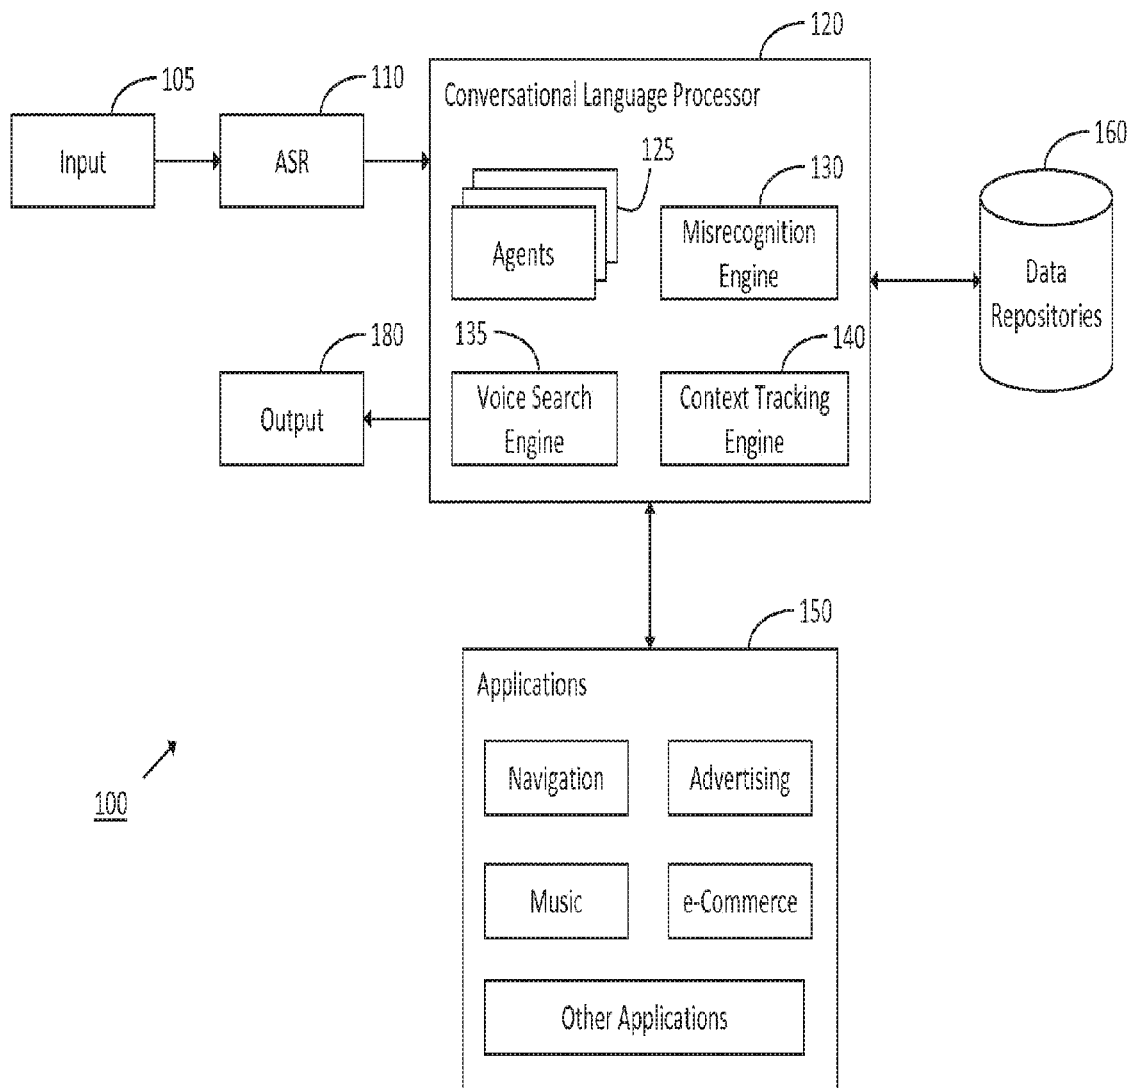 120
105
110
Conversational Language Processor
160
Input
ASR
125
130
Agents
Misrecognition
Engine
Data
Repositories
180
135
140
Output
Voice Search
Engine
Context Tracking
Engine
150
Applications
Navigation
Advertising
100
Music
e-Commerce
Other Applications